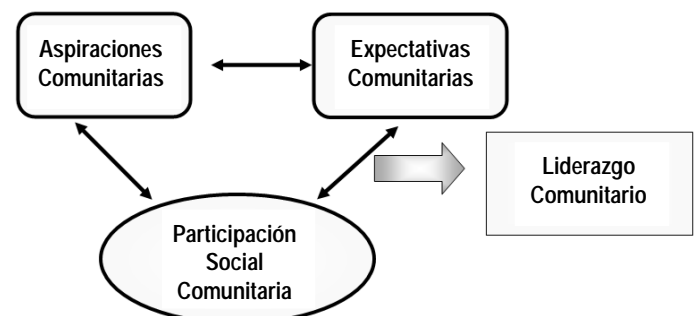 Aspiraciones
Comunitarias
Expectativas
Comunitarias
Liderazgo
Comunitario
Participación
Social
Comunitaria